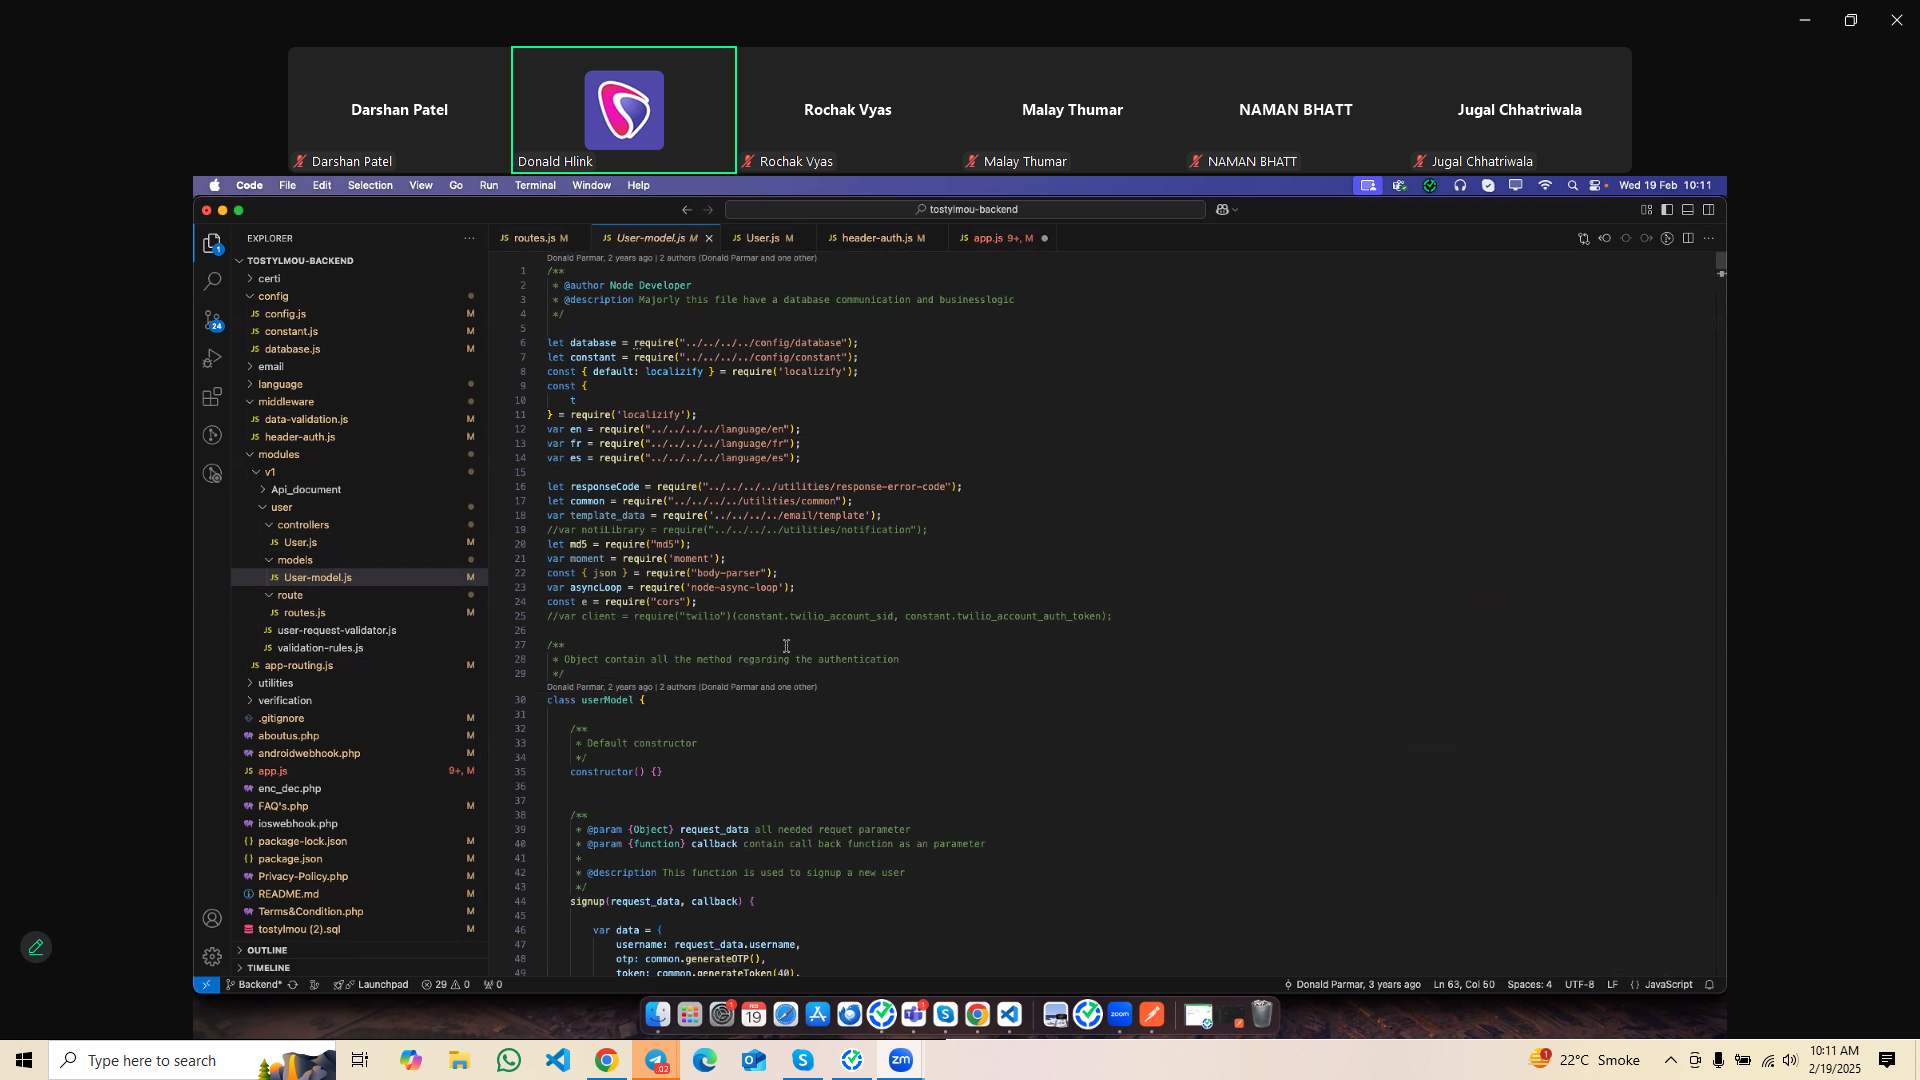 Darshan Patel
Rochak Vyas
Malay Thumar
NAMAN BHATT
Jugal Chhatriwala
Darshan Patel
Donald Hlink
Rochak Vyas
Malay Thumar
NAMAN BHATT
Jugal Chhatriwala
Code File Edit Selection View Go Run Terminal Window Help
Wed 19 Feb 10:11
tostylmou-backend
EXPLORER
routes.js M
User-model.js M
User.js M
header-auth.js M
app.js 9+, M
TOSTYLMOU-BACKEND
certi
config
config.js M
constant.js M
database.js M
email
language
middleware
data-validation.js M
header-auth.js M
modules
v1
Api_document
user
controllers
User.js M
models
User-model.js M
route
routes.js M
user-request-validator.js M
validation-rules.js M
app-routing.js M
utilities
verification
.gitignore M
aboutus.php M
androidwebhook.php M
app.js 9+, M
enc_dec.php
FAQ's.php M
ioswebhook.php
package-lock.json M
package.json M
Privacy-Policy.php M
README.md M
Terms&Condition.php M
tostylmou (2).sql M
OUTLINE
TIMELINE
Donald Parmar, 2 years ago | 2 authors (Donald Parmar and one other)
1 /**
2 * @author Node Developer
3 * @description Majorly this file have a database communication and businesslogic
4 */
5
6 let database = require("../../../../config/database");
7 let constant = require("../../../../config/constant");
8 const { default: localizify } = require('localizify');
9 const {
10 t
11 } = require('localizify');
12 var en = require("../../../../language/en");
13 var fr = require("../../../../language/fr");
14 var es = require("../../../../language/es");
15
16 let responseCode = require("../../../../utilities/response-error-code");
17 let common = require("../../../../utilities/common");
18 var template_data = require('../../../../email/template');
19 //var notiLibrary = require("../../../../utilities/notification");
20 let md5 = require("md5");
21 var moment = require('moment');
22 const { json } = require("body-parser");
23 var asyncLoop = require('node-async-loop');
24 const e = require("cors");
25 //var client = require("twilio")(constant.twilio_account_sid, constant.twilio_account_auth_token);
26
27 /**
28 * Object contain all the method regarding the authentication
29 */
Donald Parmar, 2 years ago | 2 authors (Donald Parmar and one other)
30 class userModel {
31
32 /**
33 * Default constructor
34 */
35 constructor() {}
36
37
38 /**
39 * @param {Object} request_data all needed requet parameter
40 * @param {function} callback contain call back function as an parameter
41 *
42 * @description This function is used to signup a new user
43 */
44 signup(request_data, callback) {
45
46 var data = {
47 username: request_data.username,
48 otp: common.generateOTP(),
49 token: common.generateToken(40),
Backend* Launchpad 29 0 0
Donald Parmar, 3 years ago Ln 63, Col 50 Spaces: 4 UTF-8 LF {} JavaScript
Type here to search
22°C Smoke
10:11 AM
2/19/2025